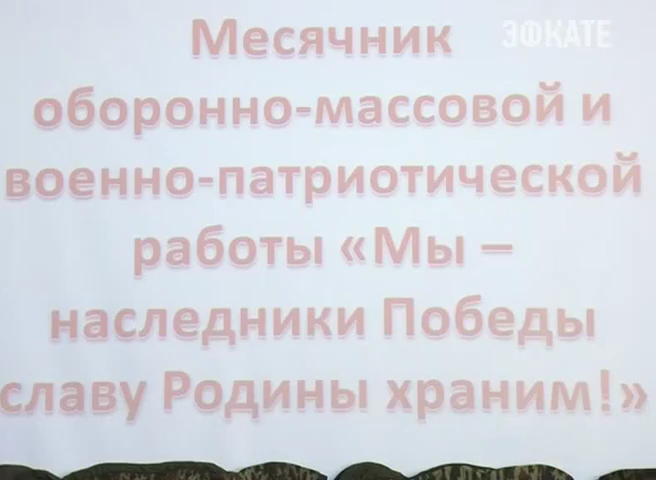 Месячник
ЭФКАТЕ
оборонно-массовой и
военно-патриотической
работы «Мы –
наследники Победы
славу Родины храним!»